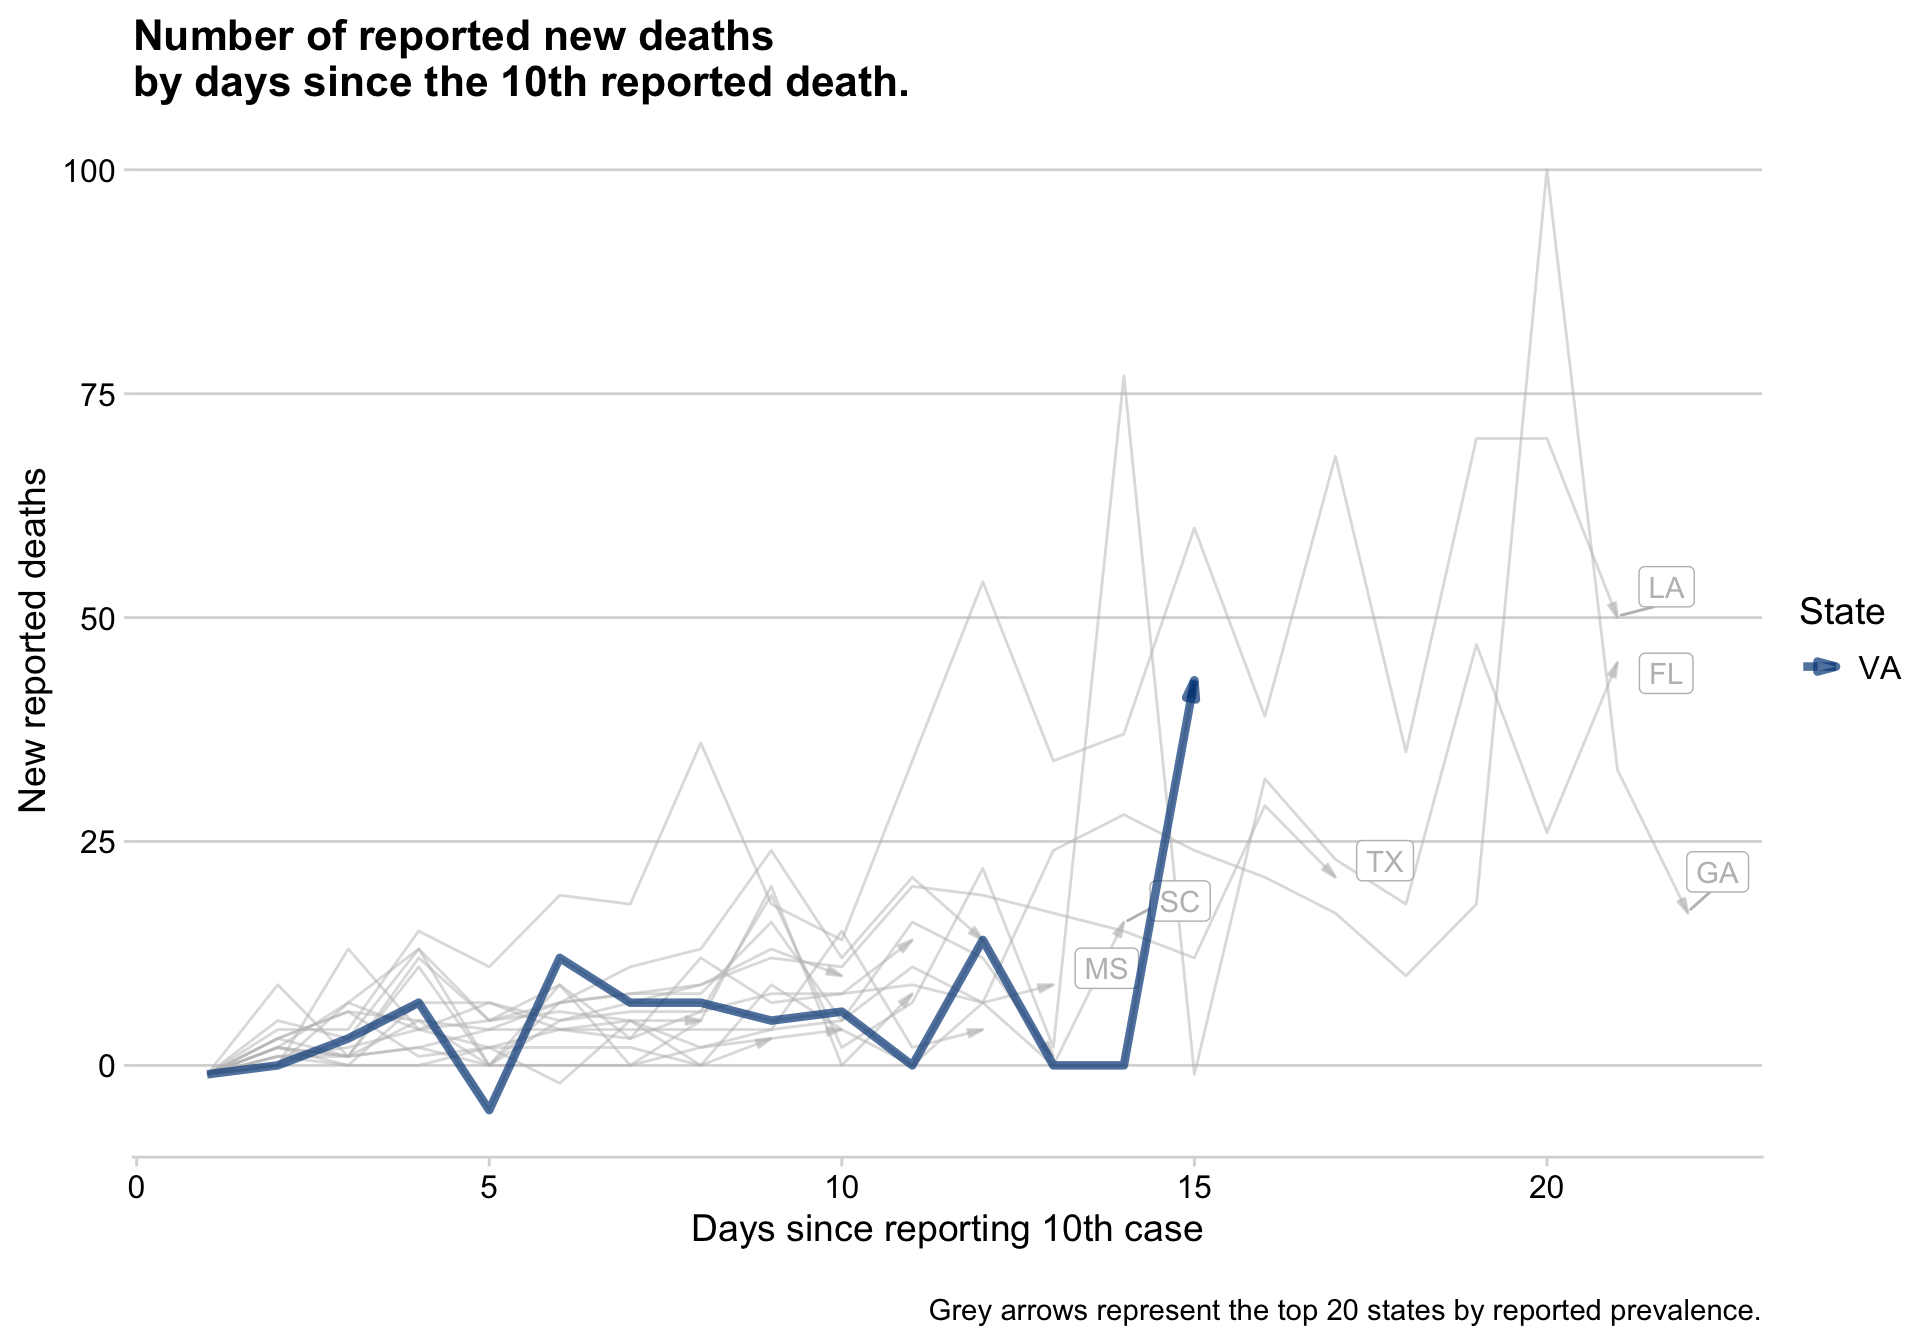 Number of reported new deaths
by days since the 10th reported death.
100
75
50
25
0
New reported deaths
LA
FL
TX
GA
SC
MS
State
VA
0 5 10 15 20
Days since reporting 10th case
Grey arrows represent the top 20 states by reported prevalence.